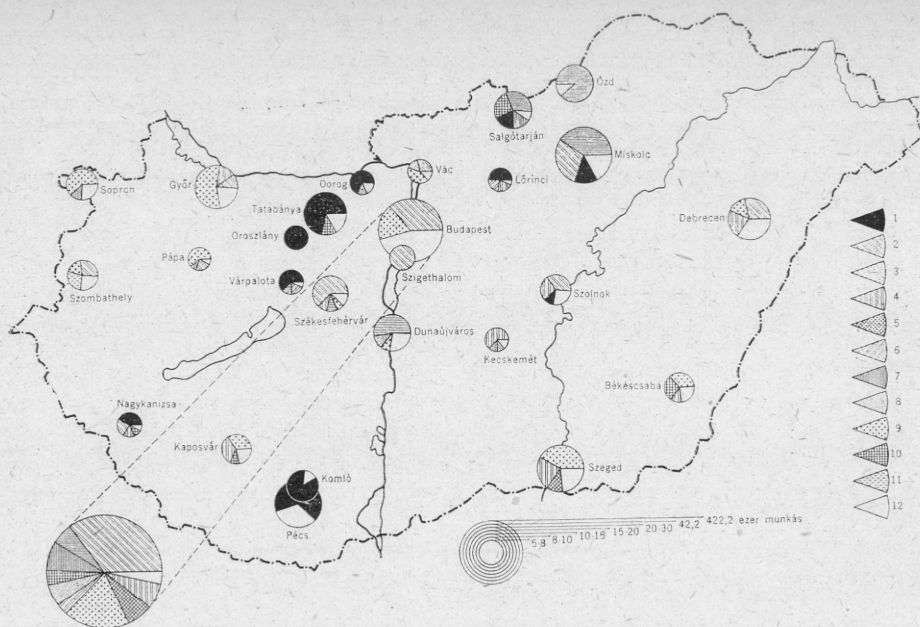 Ózd
Salgótarján
Miskolc
Vác
Lőrinci
Dorog
Sopron
Győr
Tatabánya
Oroszlány
Budapest
Debrecen
Pápa
Szigethalom
Várpalota
Szombathely
Székesfehérvár
Szolnok
Dunaújváros
Kecskemét
Békéscsaba
Nagykanizsa
Kaposvár
Komló
Pécs
Szeged
5-8 8-10 10-15 15-20 20-30 42,2 422,2 ezer munkás
1
2
3
4
5
6
7
8
9
10
11
12